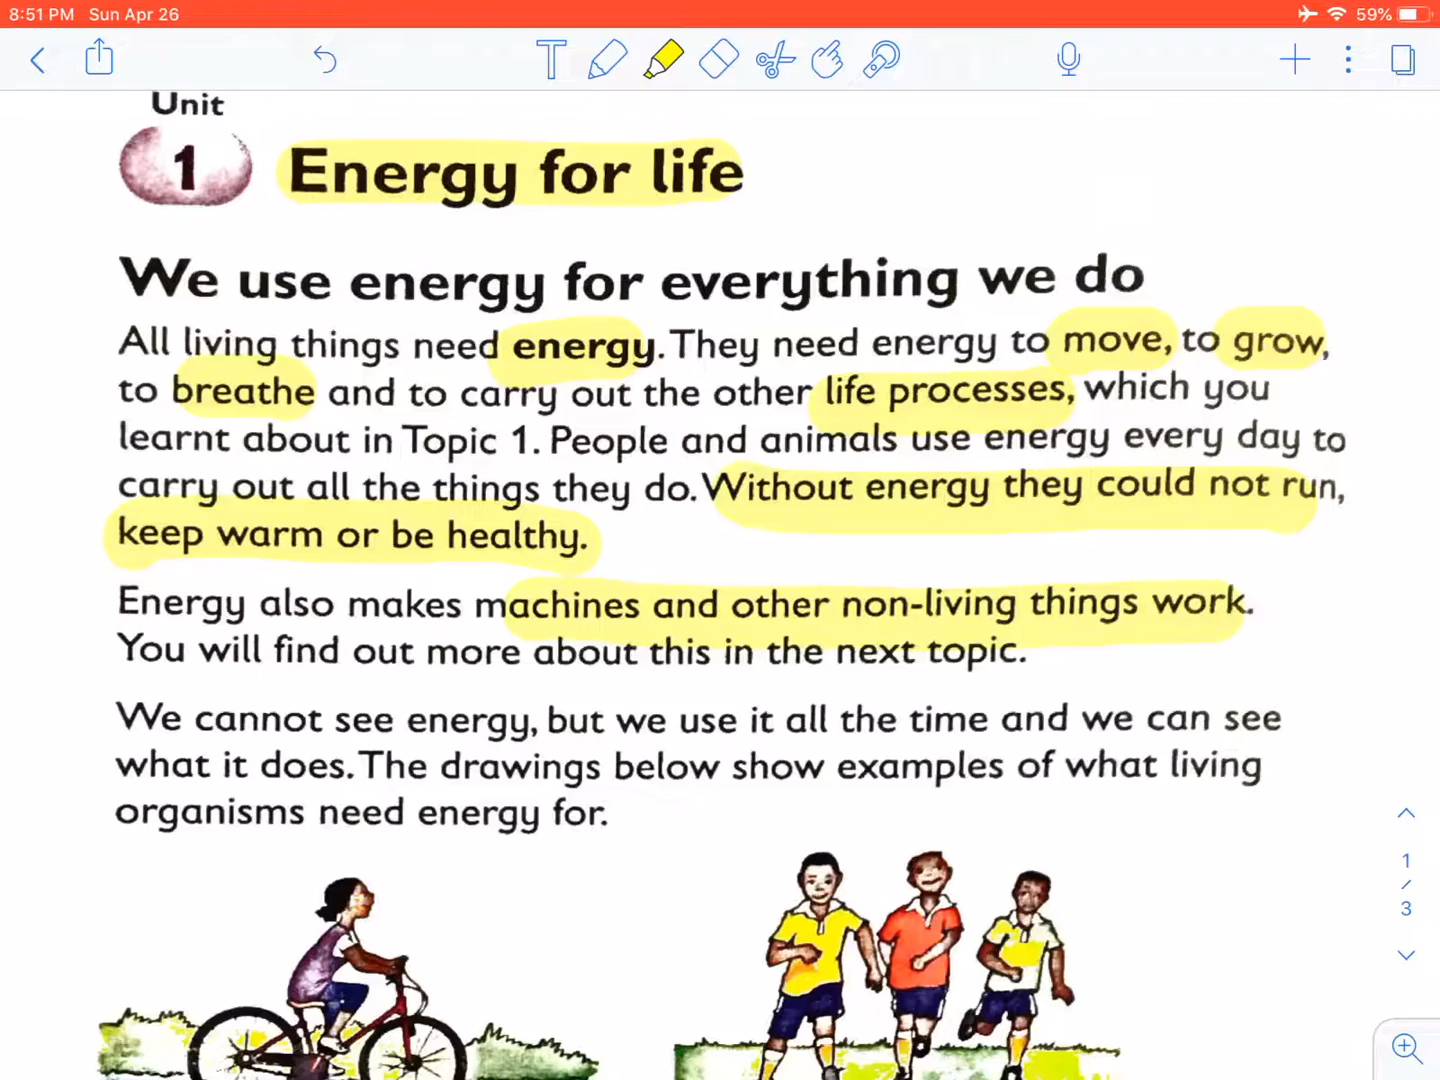 8:51 PM Sun Apr 26
59%
Unit
1 Energy for life
We use energy for everything we do
All living things need energy. They need energy to move, to grow,
to breathe and to carry out the other life processes, which you
learnt about in Topic 1. People and animals use energy every day to
carry out all the things they do. Without energy they could not run,
keep warm or be healthy.
Energy also makes machines and other non-living things work.
You will find out more about this in the next topic.
We cannot see energy, but we use it all the time and we can see
what it does. The drawings below show examples of what living
organisms need energy for.
1
/
3